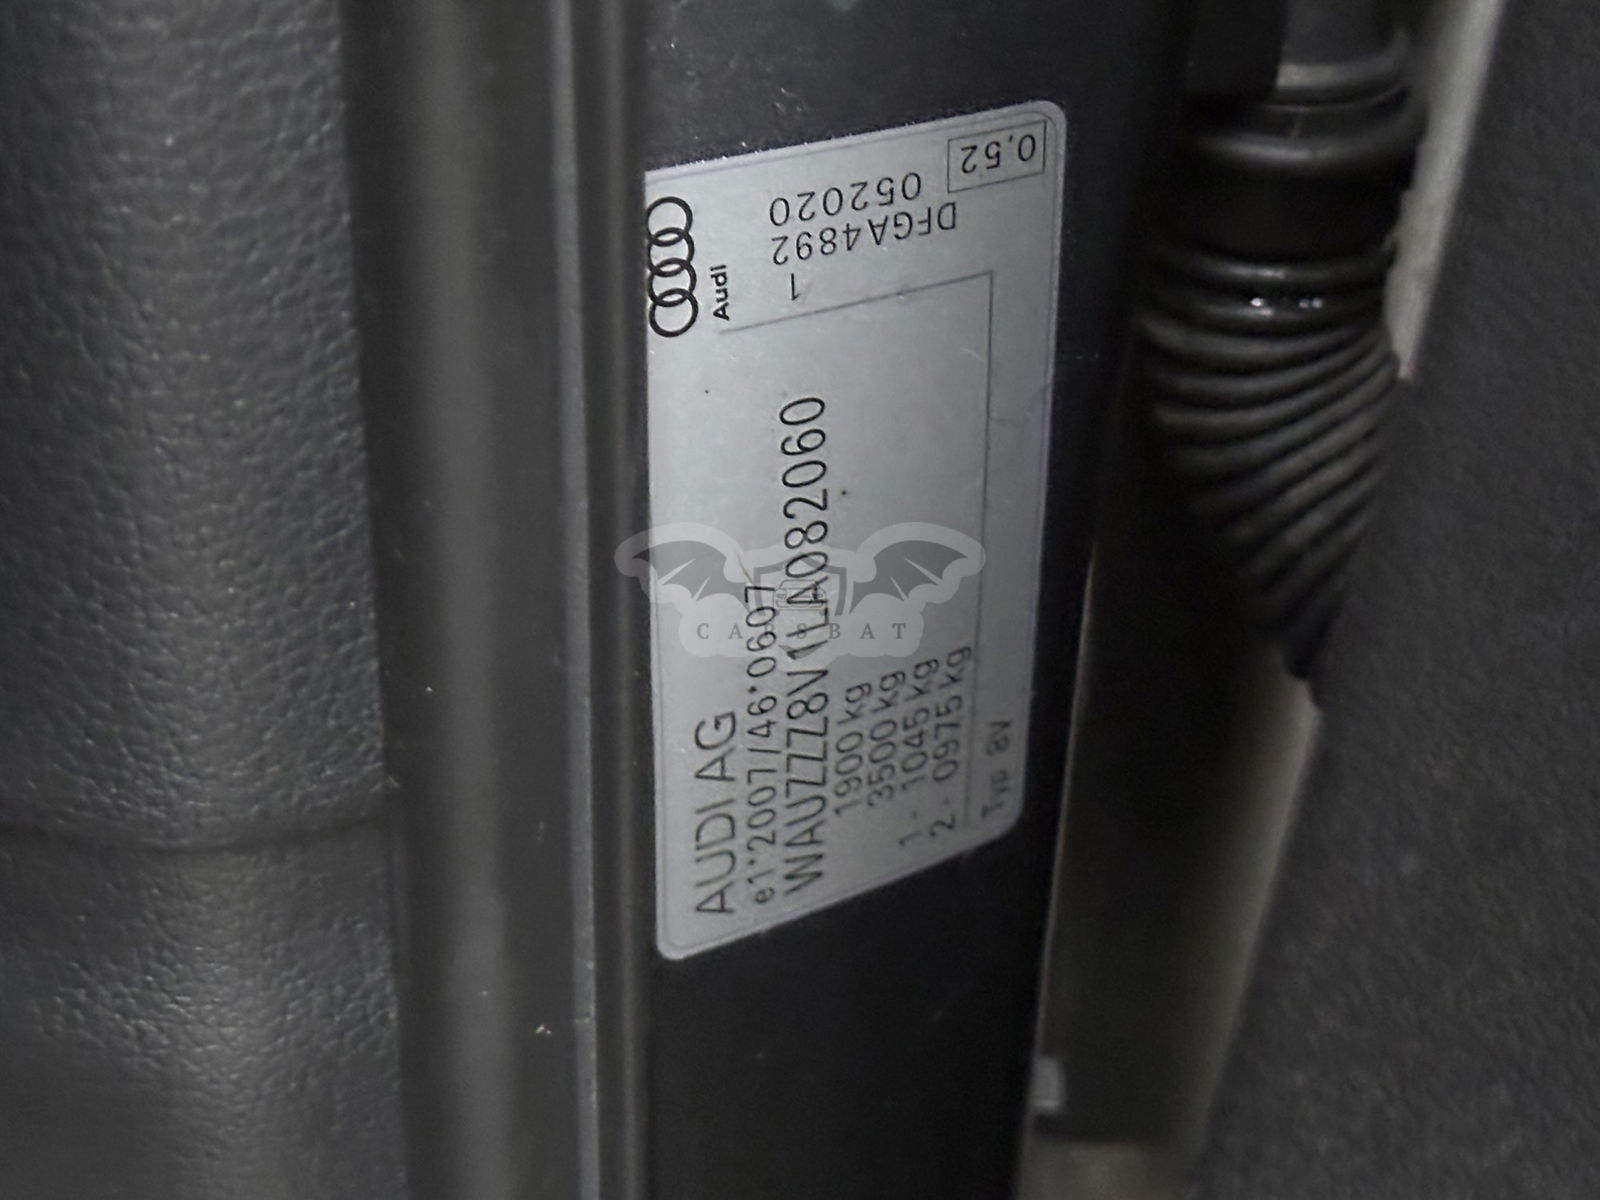 AUDI AG
e1*2007/46*0607
WAUZZZ8V1LA082060
1900 kg
3500 kg
1- 1045 kg
2- 0975 kg
Typ 8V
Audi
1
DFGA4892
052020
0,52
CARSBAT